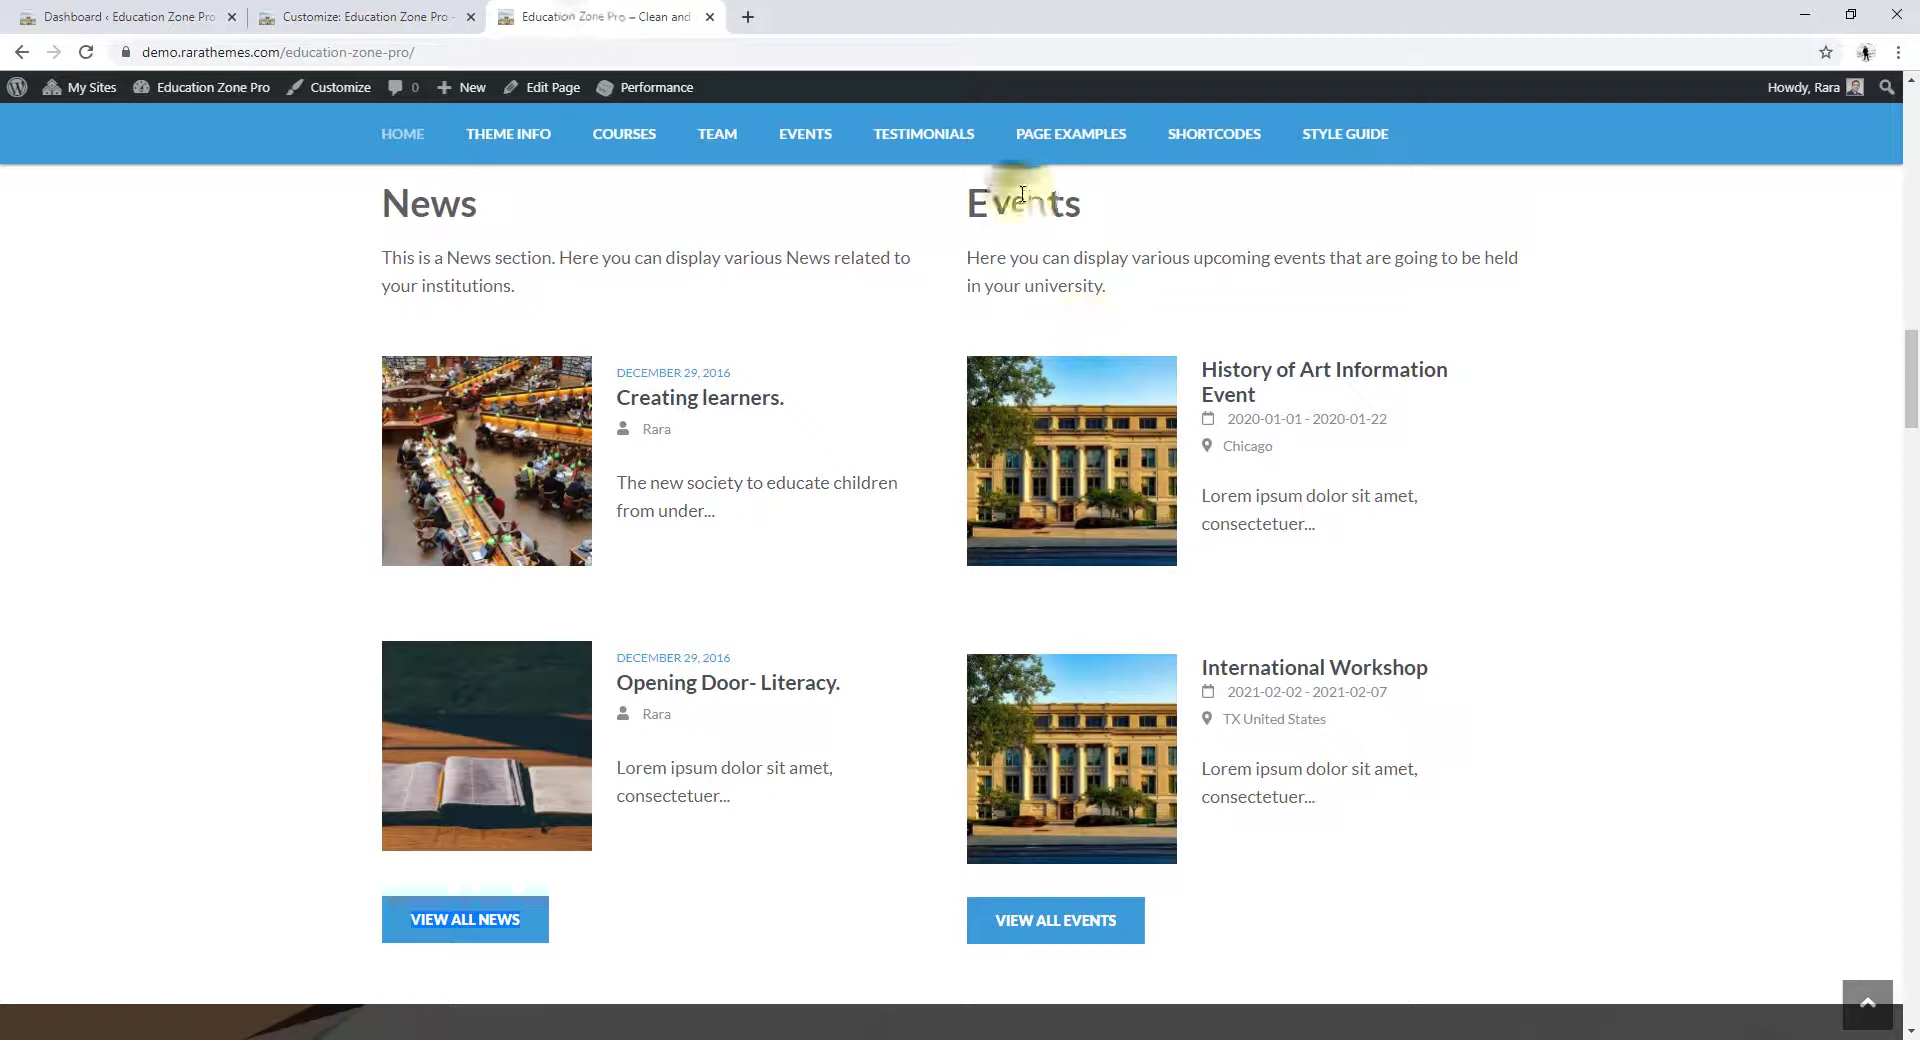 Dashboard ‹ Education Zone Pro
Customize: Education Zone Pro -
Education Zone Pro – Clean and
demo.rarathemes.com/education-zone-pro/
My Sites
Education Zone Pro
Customize
0
New
Edit Page
Performance
Howdy, Rara
HOME
THEME INFO
COURSES
TEAM
EVENTS
TESTIMONIALS
PAGE EXAMPLES
SHORTCODES
STYLE GUIDE
News
This is a News section. Here you can display various News related to
your institutions.
DECEMBER 29, 2016
Creating learners.
Rara
The new society to educate children
from under...
DECEMBER 29, 2016
Opening Door- Literacy.
Rara
Lorem ipsum dolor sit amet,
consectetuer...
VIEW ALL NEWS
Events
Here you can display various upcoming events that are going to be held
in your university.
History of Art Information
Event
2020-01-01 - 2020-01-22
Chicago
Lorem ipsum dolor sit amet,
consectetuer...
International Workshop
2021-02-02 - 2021-02-07
TX United States
Lorem ipsum dolor sit amet,
consectetuer...
VIEW ALL EVENTS